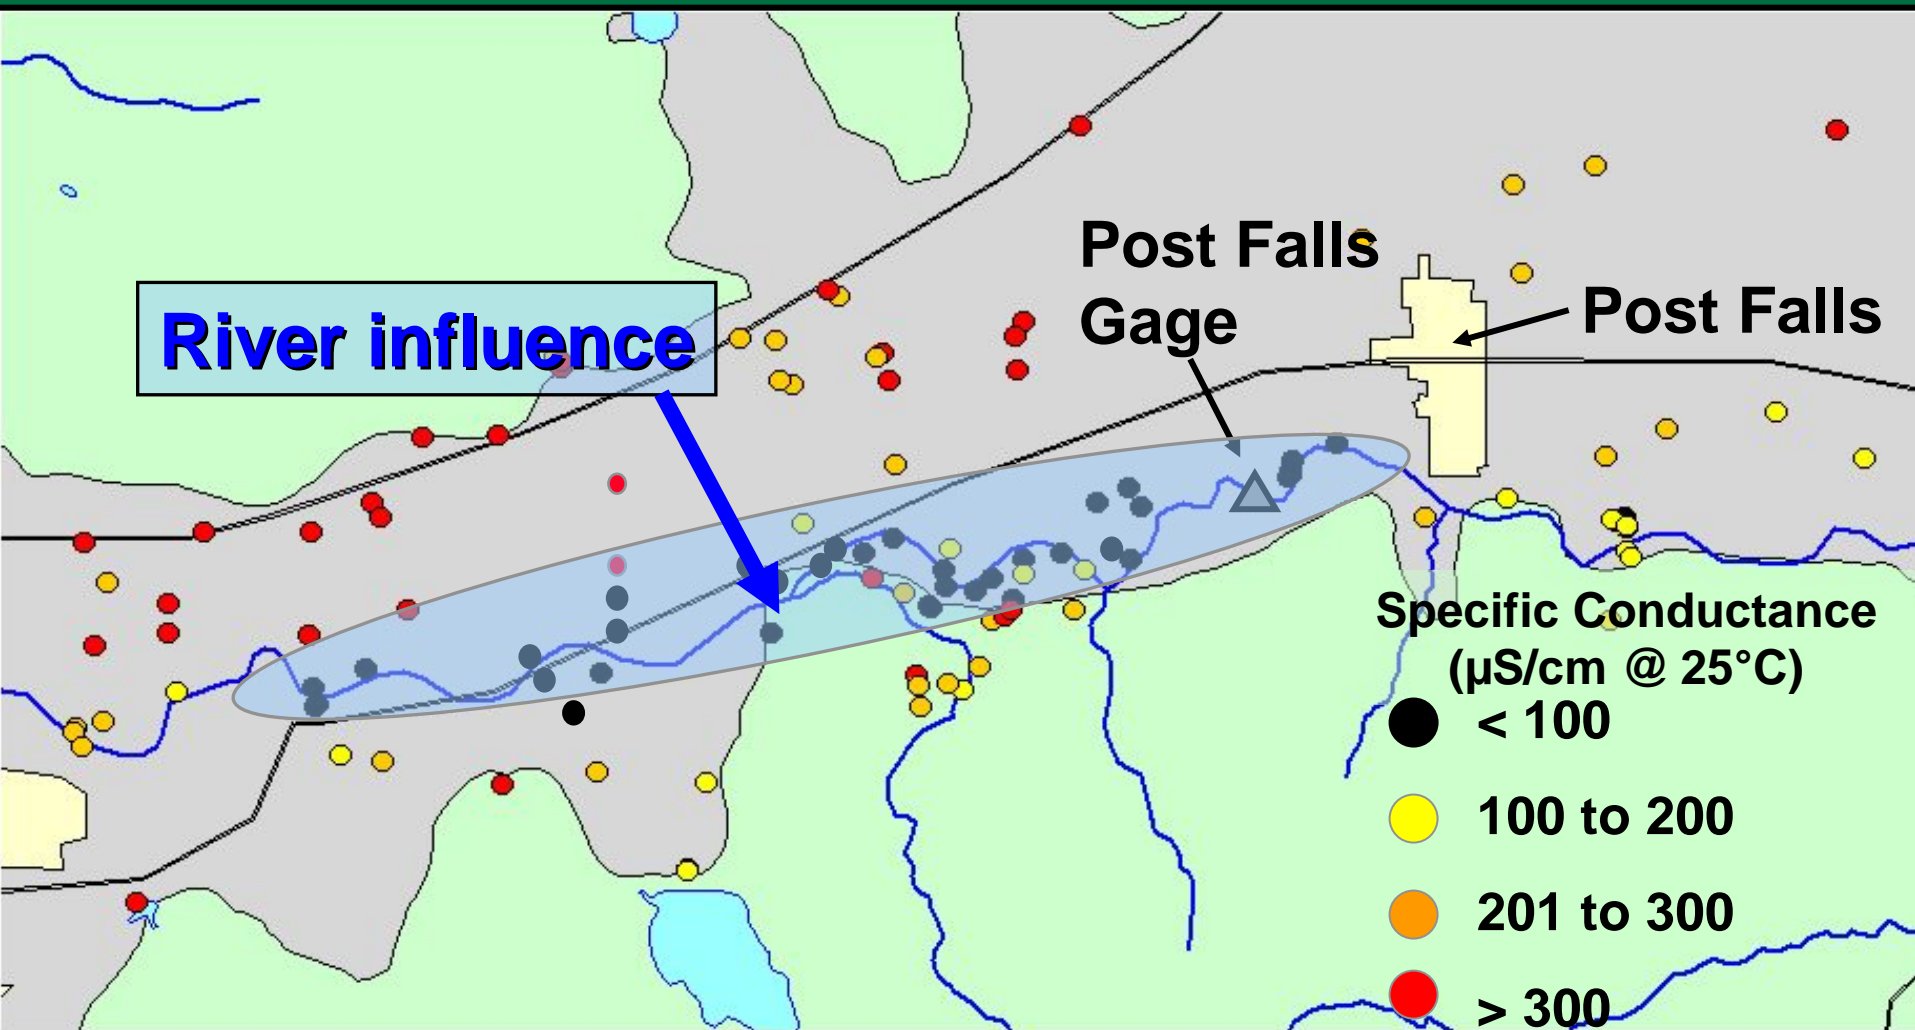 River influence
Post Falls
Gage
Post Falls
Specific Conductance
(µS/cm @ 25°C)
< 100
100 to 200
201 to 300
> 300